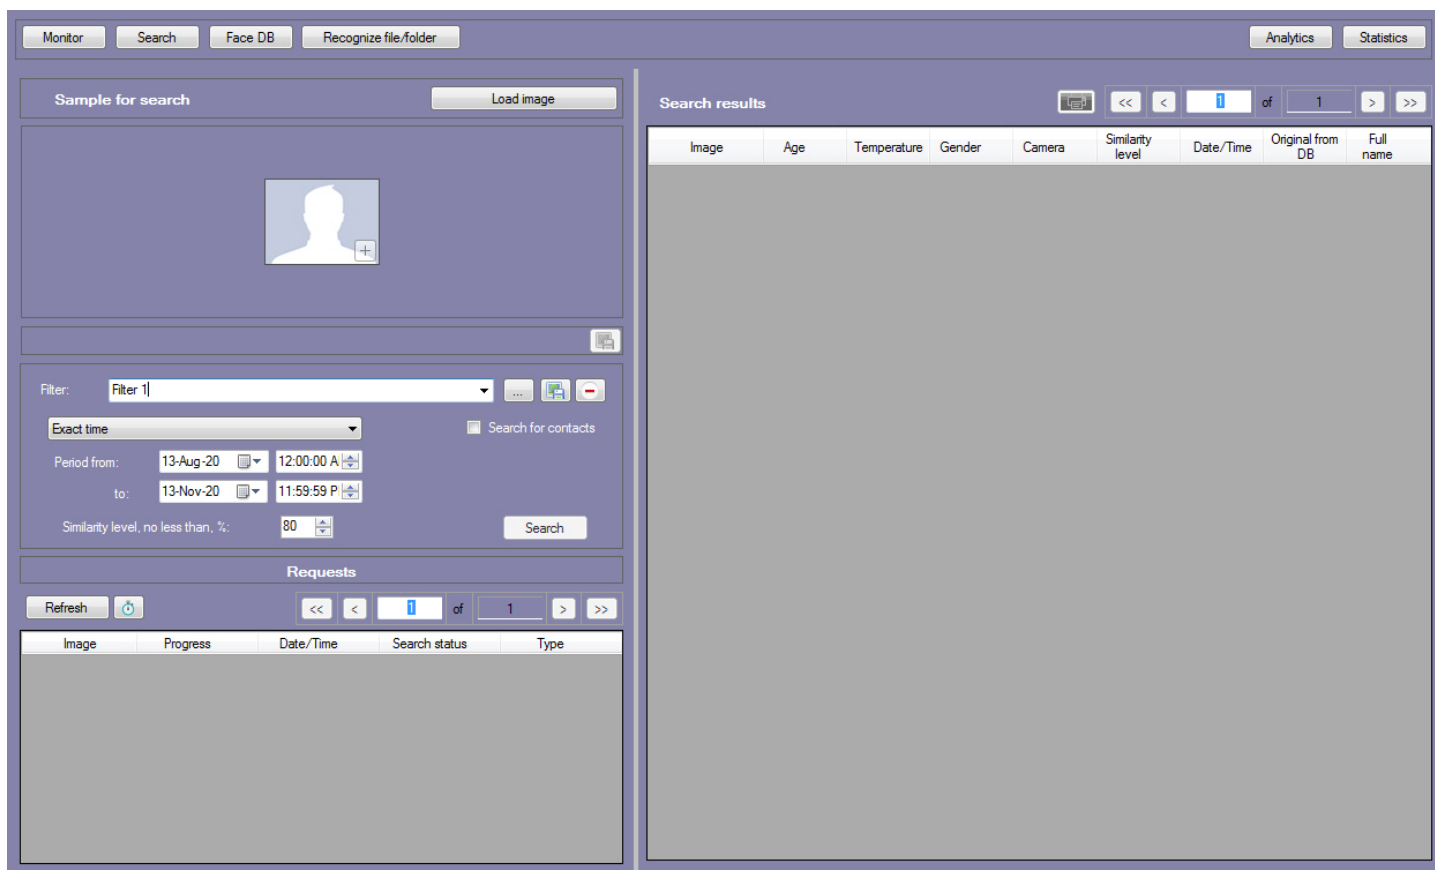 Monitor Search Face DB Recognize file/folder Analytics Statistics
Sample for search Load image
Filter: Filter 1 ...
Exact time Search for contacts
Period from: 13-Aug-20 12:00:00 A
to: 13-Nov-20 11:59:59 P
Similarity level, no less than, %: 80 Search
Requests
Refresh << < 1 of 1 > >>
Image Progress Date/Time Search status Type
Search results << < 1 of 1 > >>
Image Age Temperature Gender Camera Similarity level Date/Time Original from DB Full name